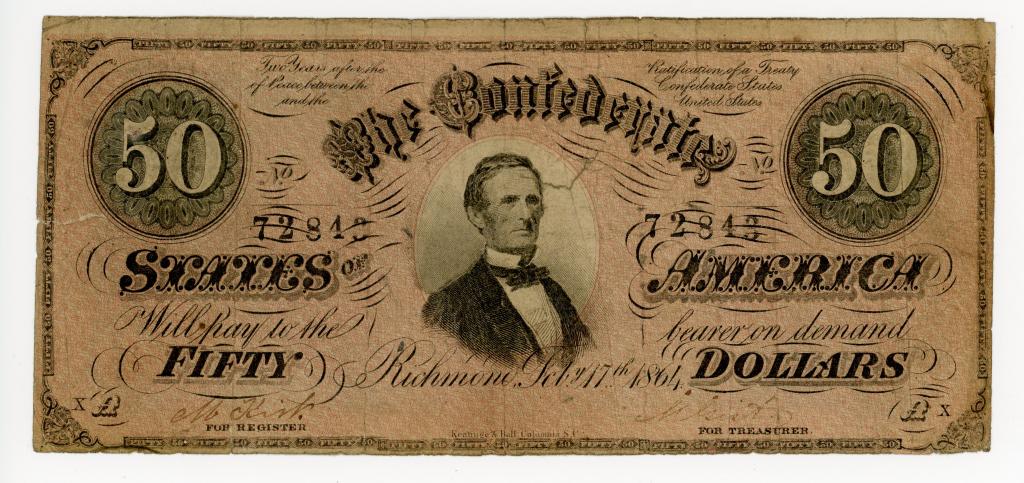 Two Years after the
of Peace between the
and the
Ratification of a Treaty
Confederate States
United States
The Confederate
50
50
No
No
72843
72843
STATES OF
AMERICA
Will pay to the
bearer on demand
FIFTY
Richmond Feby 17th 1864
DOLLARS
X
X
FOR REGISTER
FOR TREASURER.
Keatinge & Ball Columbia S.C.